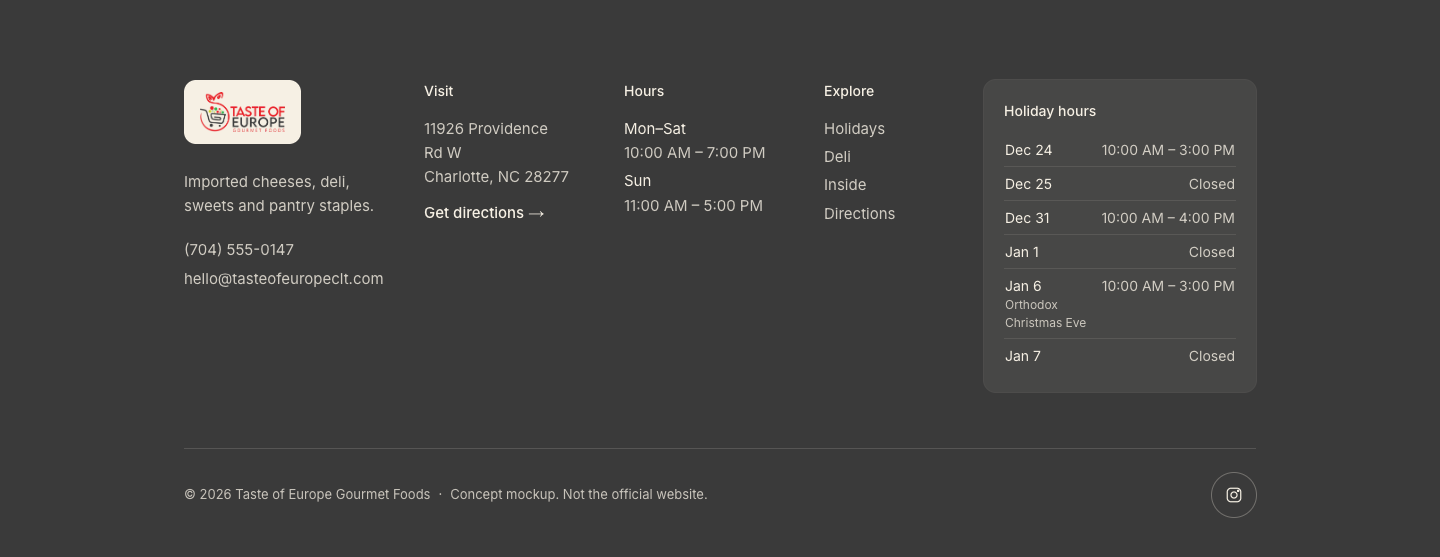 TASTE OF
EUROPE
GOURMET FOODS
Imported cheeses, deli,
sweets and pantry staples.
(704) 555-0147
hello@tasteofeuropeclt.com
Visit
11926 Providence
Rd W
Charlotte, NC 28277
Get directions →
Hours
Mon–Sat
10:00 AM – 7:00 PM
Sun
11:00 AM – 5:00 PM
Explore
Holidays
Deli
Inside
Directions
Holiday hours
Dec 24 10:00 AM – 3:00 PM
Dec 25 Closed
Dec 31 10:00 AM – 4:00 PM
Jan 1 Closed
Jan 6 10:00 AM – 3:00 PM
Orthodox
Christmas Eve
Jan 7 Closed
© 2026 Taste of Europe Gourmet Foods · Concept mockup. Not the official website.